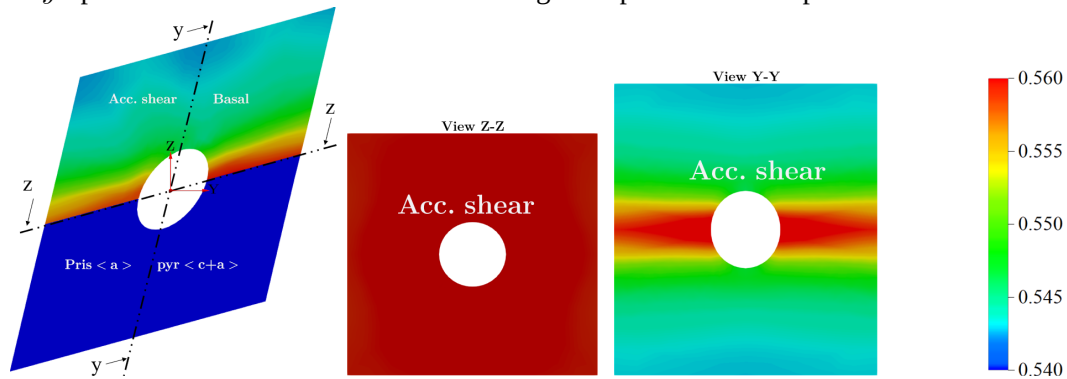 y
Acc. shear Basal
z
z
z
y
z
Pris < a > pyr < c+a >
y
View Z-Z
Acc. shear
View Y-Y
Acc. shear
0.560
0.555
0.550
0.545
0.540